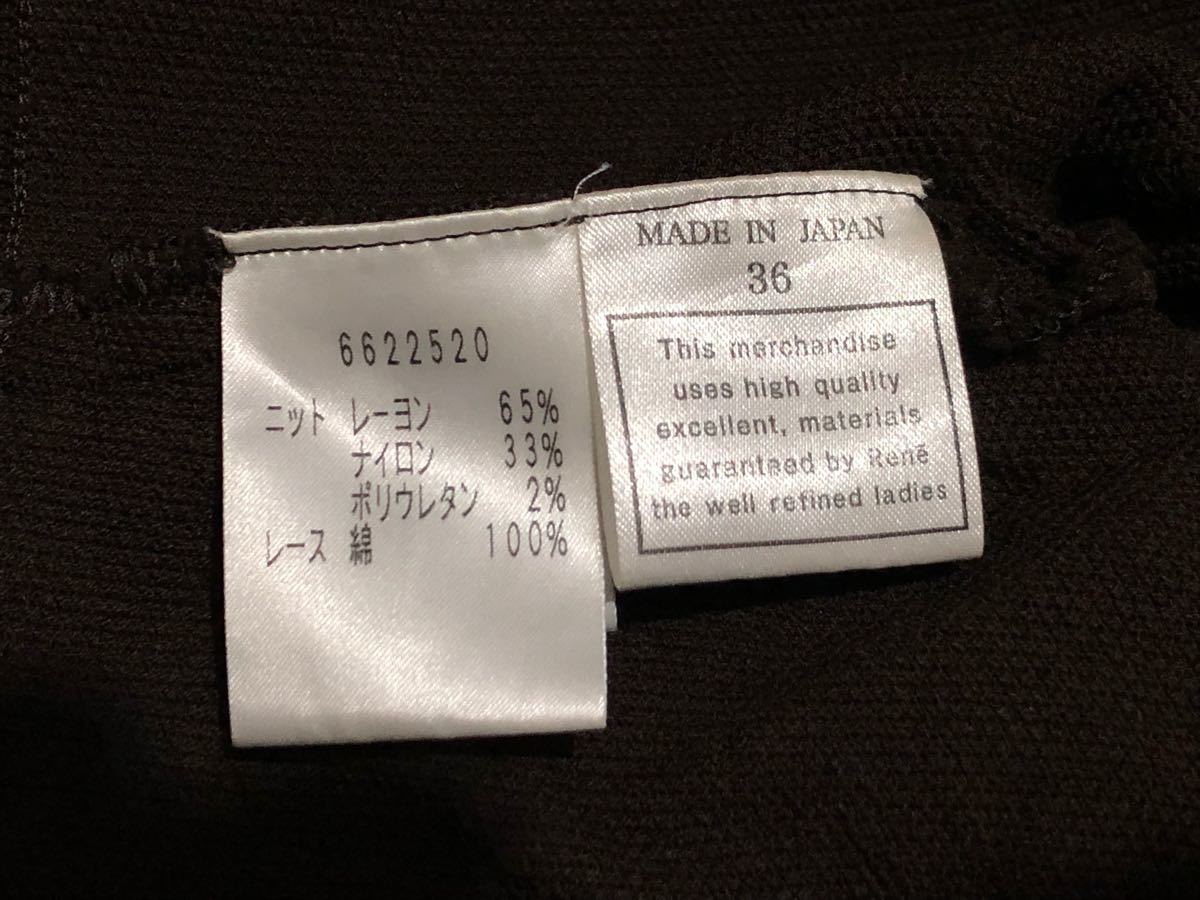 6622520
ニット レーヨン 65%
ナイロン 33%
ポリウレタン 2%
レース 綿 100%
MADE IN JAPAN
36
This merchandise
uses high quality
excellent, materials
guaranteed by René
the well refined ladies